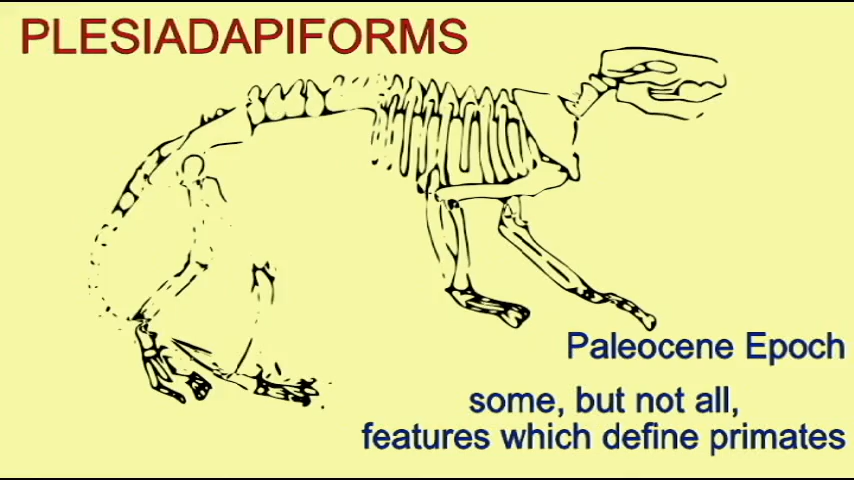 PLESIADAPIFORMS
Paleocene Epoch
some, but not all,
features which define primates